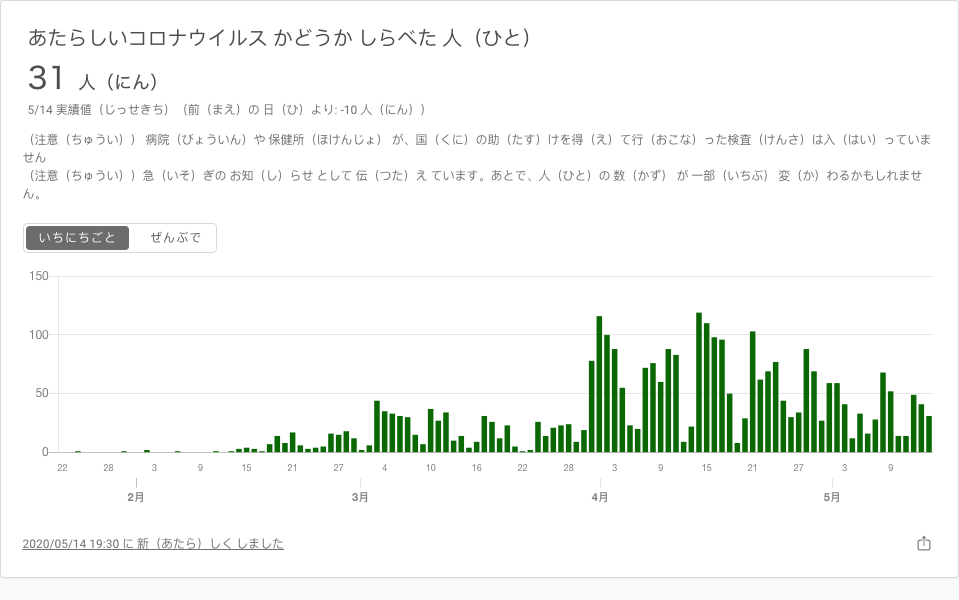 あたらしいコロナウイルス かどうか しらべた 人（ひと）
31 人（にん）
5/14 実績値（じっせきち）（前（まえ）の 日（ひ）より: -10 人（にん））
（注意（ちゅうい）） 病院（びょういん）や 保健所（ほけんじょ） が、国（くに）の助（たす）けを得（え）て行（おこな）った検査（けんさ）は入（はい）っていま
せん
（注意（ちゅうい））急（いそ）ぎの お知（し）らせ として 伝（つた）え ています。あとで、人（ひと）の 数（かず） が 一部（いちぶ） 変（か）わるかもしれませ
ん。
いちにちごと ぜんぶで
150
100
50
0
22 28 3 9 15 21 27 4 10 16 22 28 3 9 15 21 27 3 9
2月 3月 4月 5月
2020/05/14 19:30 に 新（あたら）しく しました